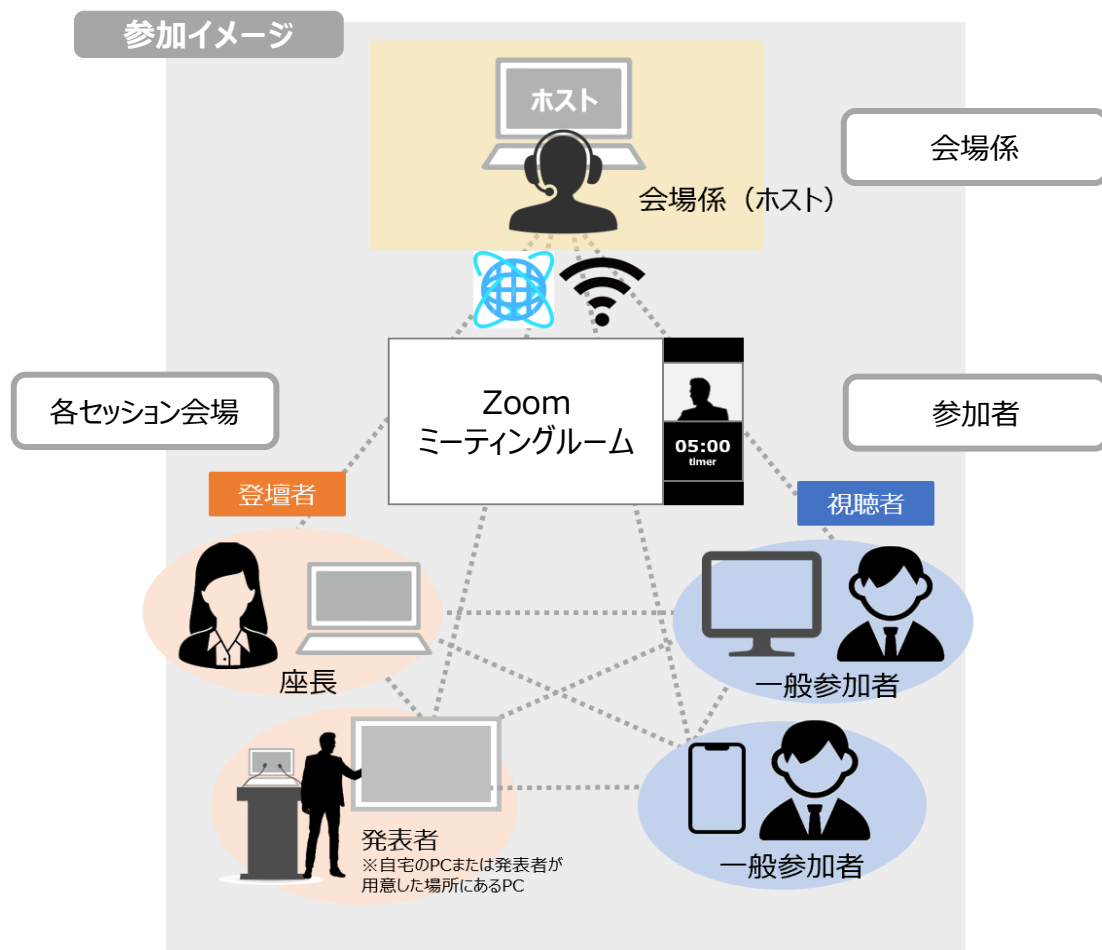 参加イメージ
ホスト
会場係（ホスト）
会場係
各セッション会場
Zoom
ミーティングルーム
05:00
timer
参加者
登壇者
視聴者
座長
一般参加者
発表者
※自宅のPCまたは発表者が
用意した場所にあるPC
一般参加者